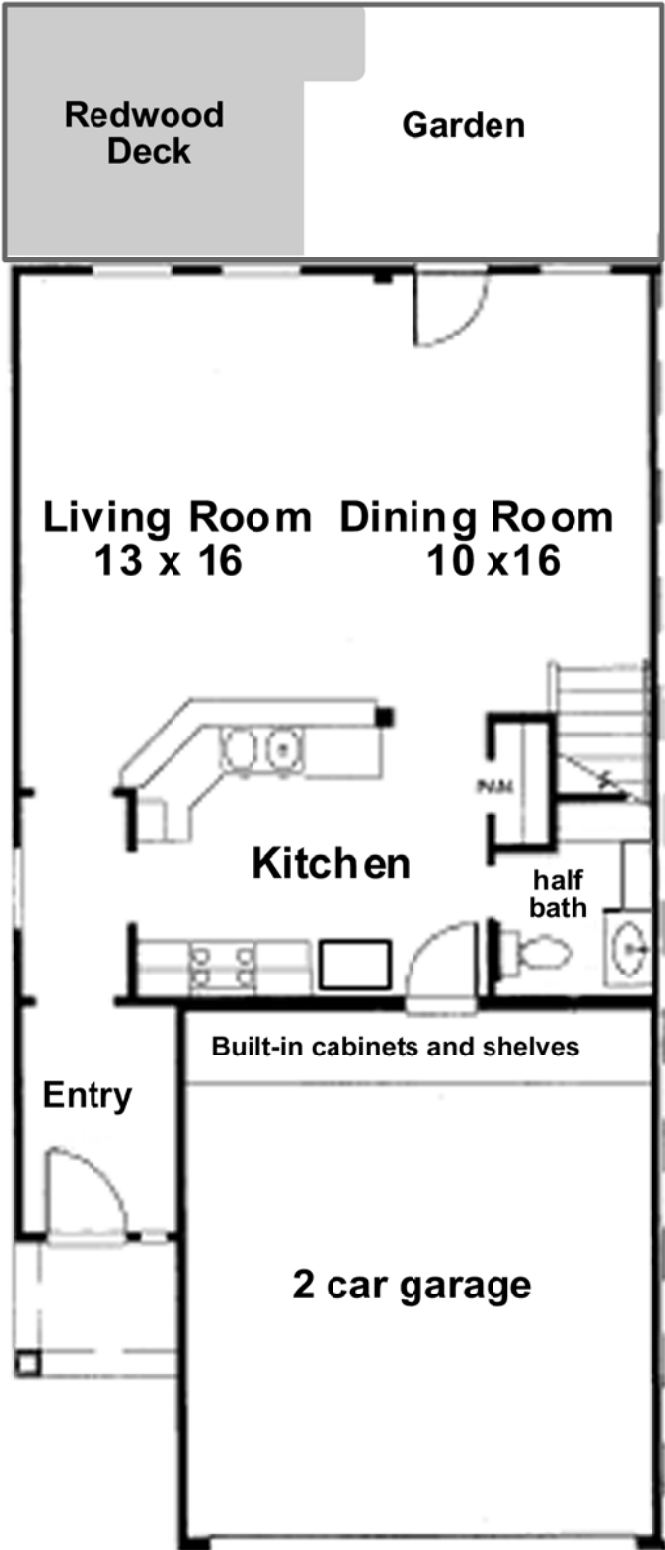 Redwood
Deck
Garden
Living Room
13 x 16
Dining Room
10 x16
Kitchen
half
bath
Built-in cabinets and shelves
Entry
2 car garage